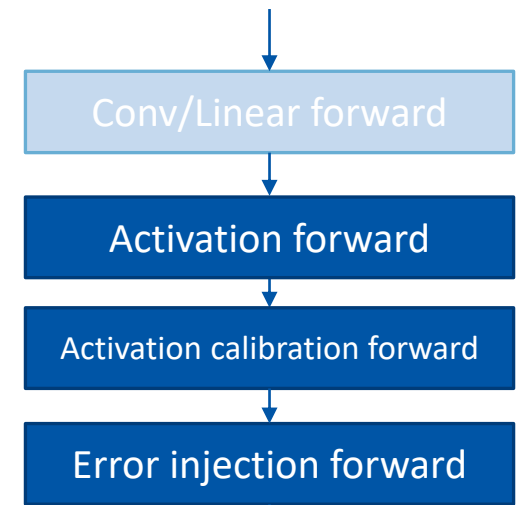 Conv/Linear forward
Activation forward
Activation calibration forward
Error injection forward